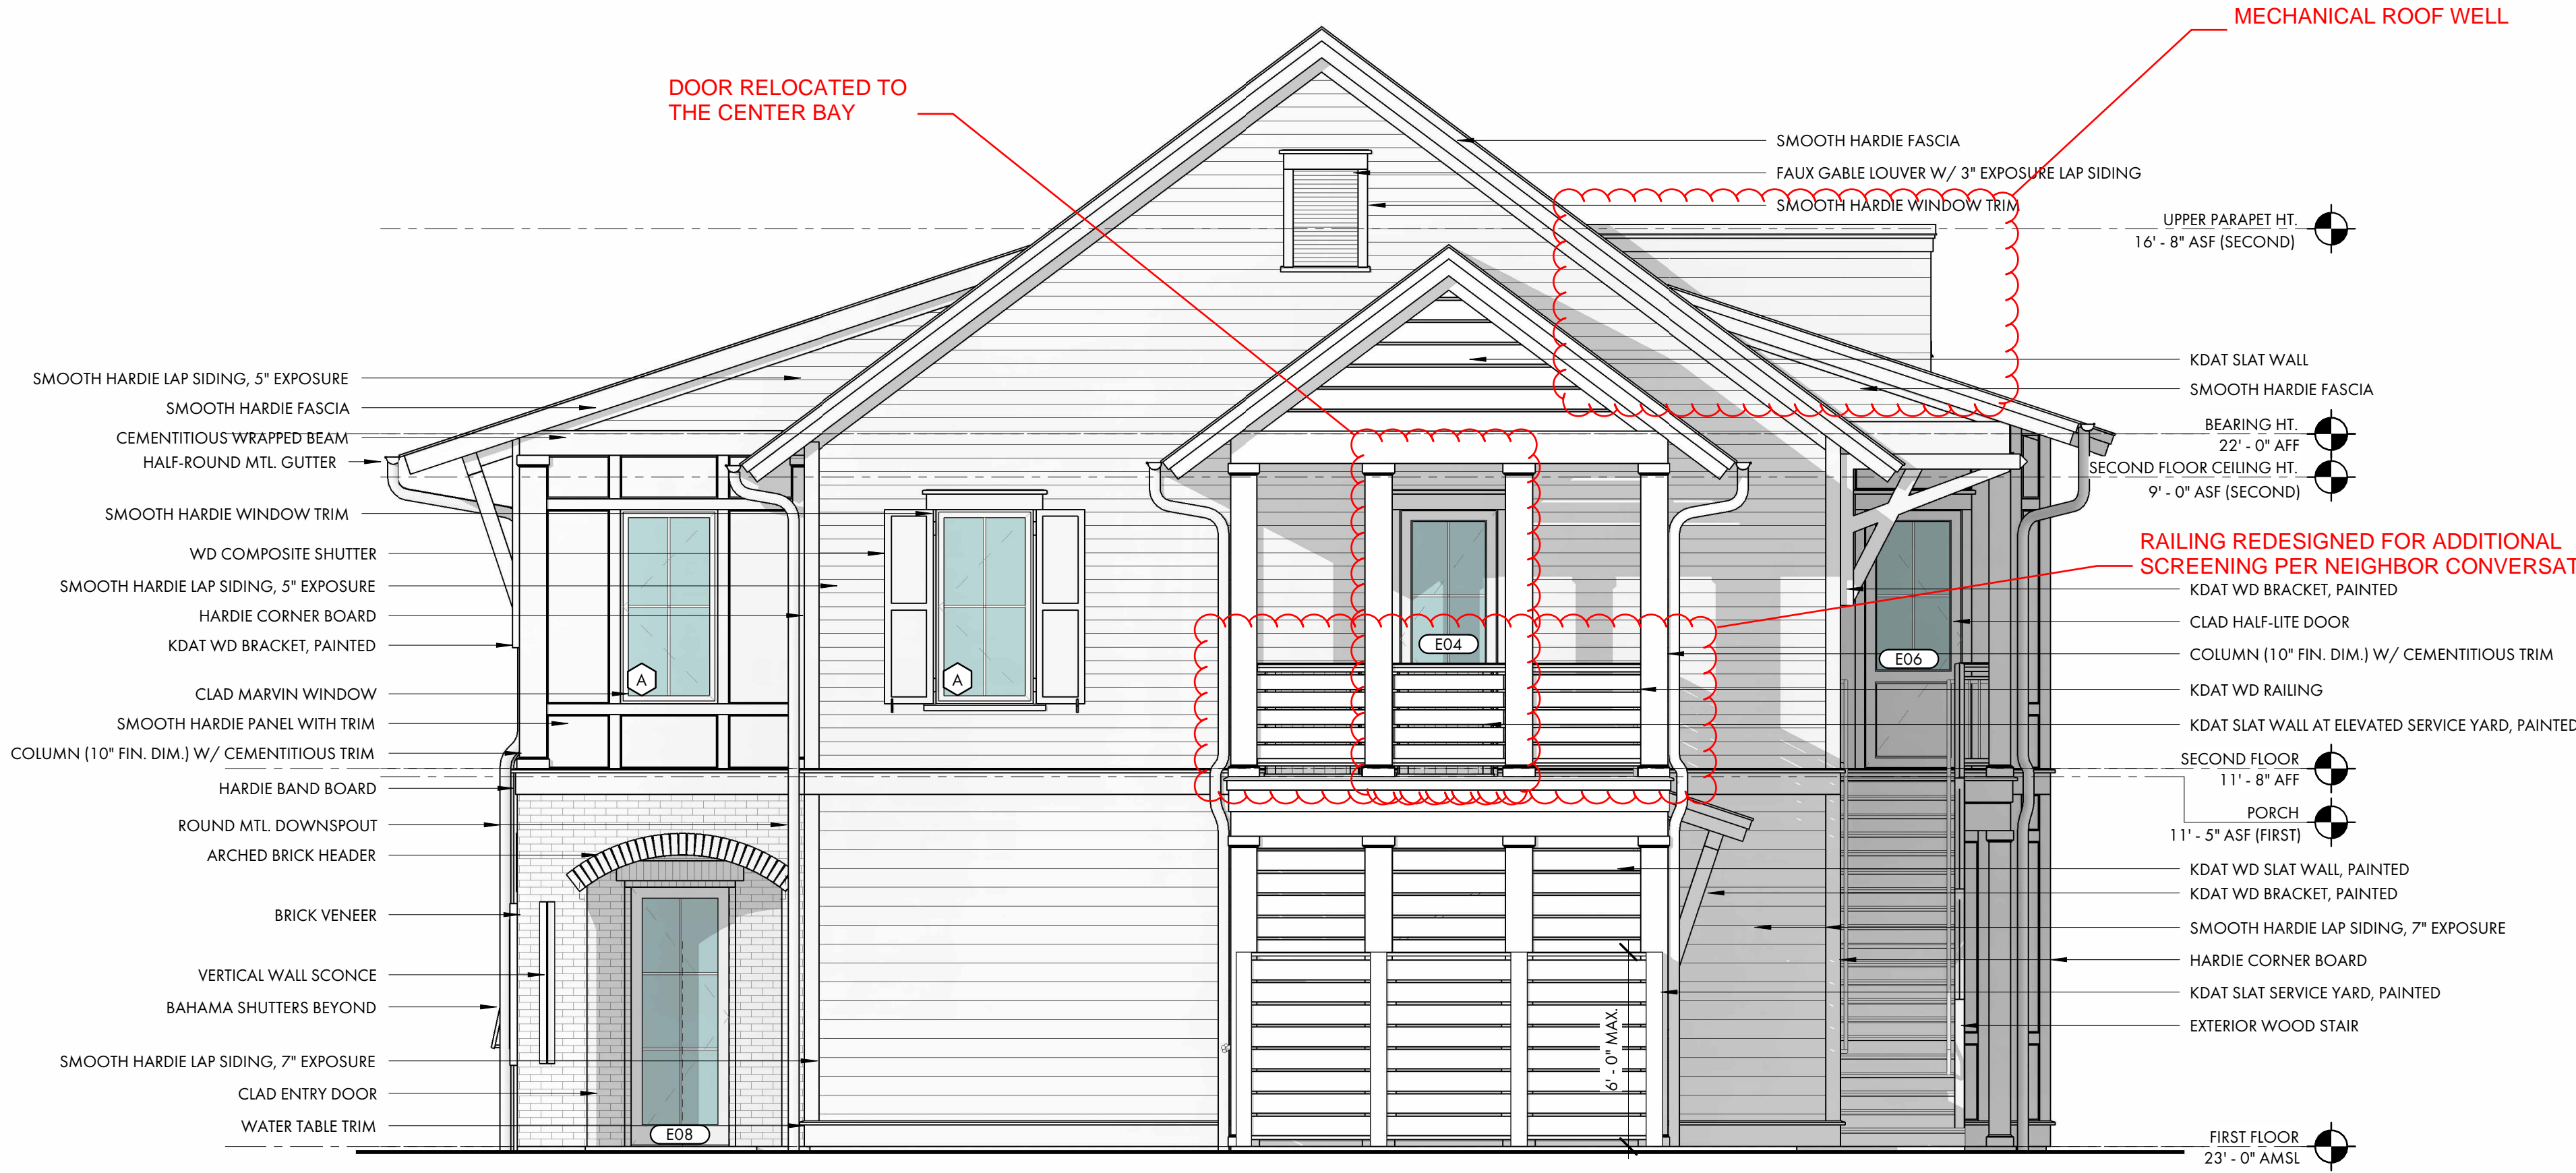 MECHANICAL ROOF WELL
DOOR RELOCATED TO
THE CENTER BAY
SMOOTH HARDIE FASCIA
FAUX GABLE LOUVER W/ 3" EXPOSURE LAP SIDING
SMOOTH HARDIE WINDOW TRIM
UPPER PARAPET HT.
16' - 8" ASF (SECOND)
KDAT SLAT WALL
SMOOTH HARDIE FASCIA
BEARING HT.
22' - 0" AFF
SECOND FLOOR CEILING HT.
9' - 0" ASF (SECOND)
RAILING REDESIGNED FOR ADDITIONAL
SCREENING PER NEIGHBOR CONVERSAT
KDAT WD BRACKET, PAINTED
CLAD HALF-LITE DOOR
COLUMN (10" FIN. DIM.) W/ CEMENTITIOUS TRIM
KDAT WD RAILING
KDAT SLAT WALL AT ELEVATED SERVICE YARD, PAINTED
SECOND FLOOR
11' - 8" AFF
PORCH
11' - 5" ASF (FIRST)
KDAT WD SLAT WALL, PAINTED
KDAT WD BRACKET, PAINTED
SMOOTH HARDIE LAP SIDING, 7" EXPOSURE
HARDIE CORNER BOARD
KDAT SLAT SERVICE YARD, PAINTED
EXTERIOR WOOD STAIR
FIRST FLOOR
23' - 0" AMSL
SMOOTH HARDIE LAP SIDING, 5" EXPOSURE
SMOOTH HARDIE FASCIA
CEMENTITIOUS WRAPPED BEAM
HALF-ROUND MTL. GUTTER
SMOOTH HARDIE WINDOW TRIM
WD COMPOSITE SHUTTER
SMOOTH HARDIE LAP SIDING, 5" EXPOSURE
HARDIE CORNER BOARD
KDAT WD BRACKET, PAINTED
CLAD MARVIN WINDOW
SMOOTH HARDIE PANEL WITH TRIM
COLUMN (10" FIN. DIM.) W/ CEMENTITIOUS TRIM
HARDIE BAND BOARD
ROUND MTL. DOWNSPOUT
ARCHED BRICK HEADER
BRICK VENEER
VERTICAL WALL SCONCE
BAHAMA SHUTTERS BEYOND
SMOOTH HARDIE LAP SIDING, 7" EXPOSURE
CLAD ENTRY DOOR
WATER TABLE TRIM
A
A
E04
E06
E08
6' - 0" MAX.